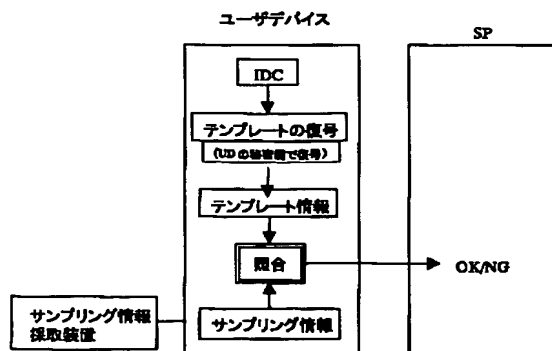 ユーザデバイス
SP
IDC
テンプレートの復号
(UDの秘密鍵で復号)
テンプレート情報
照合
OK/NG
サンプリング情報
採取装置
サンプリング情報